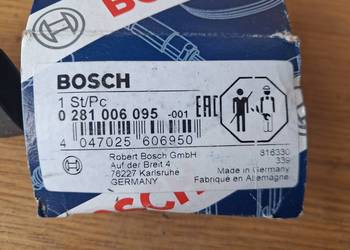 BOSCH
1 St/Pc
0 281 006 095 -001
EAC
4 047025 606950
Robert Bosch GmbH
Auf der Breit 4
76227 Karlsruhe
GERMANY
816330
339
Made in Germany
Fabriqué en Allemagne
BOSCH